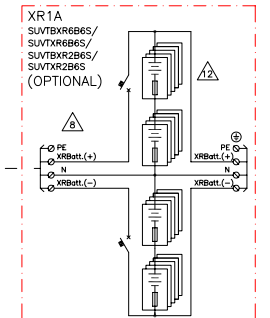 XR1A
SUVTBXR6B6S/
SUVTXR6B6S/
SUVTBXR2B6S/
SUVTXR2B6S
(OPTIONAL)
12
8
PE
XRBatt.(+)
N
XRBatt.(-)
PE
XRBatt.(+)
N
XRBatt.(-)